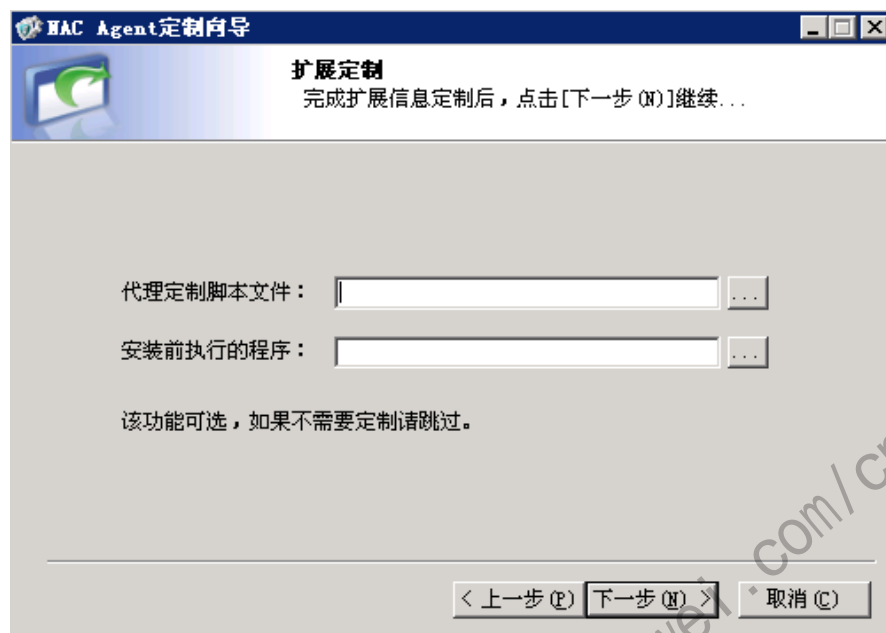 NAC Agent定制向导
扩展定制
完成扩展信息定制后，点击[下一步(N)]继续...
代理定制脚本文件：
...
安装前执行的程序：
...
该功能可选，如果不需要定制请跳过。
< 上一步(P)
下一步(N) >
取消(C)
wei.com/cn